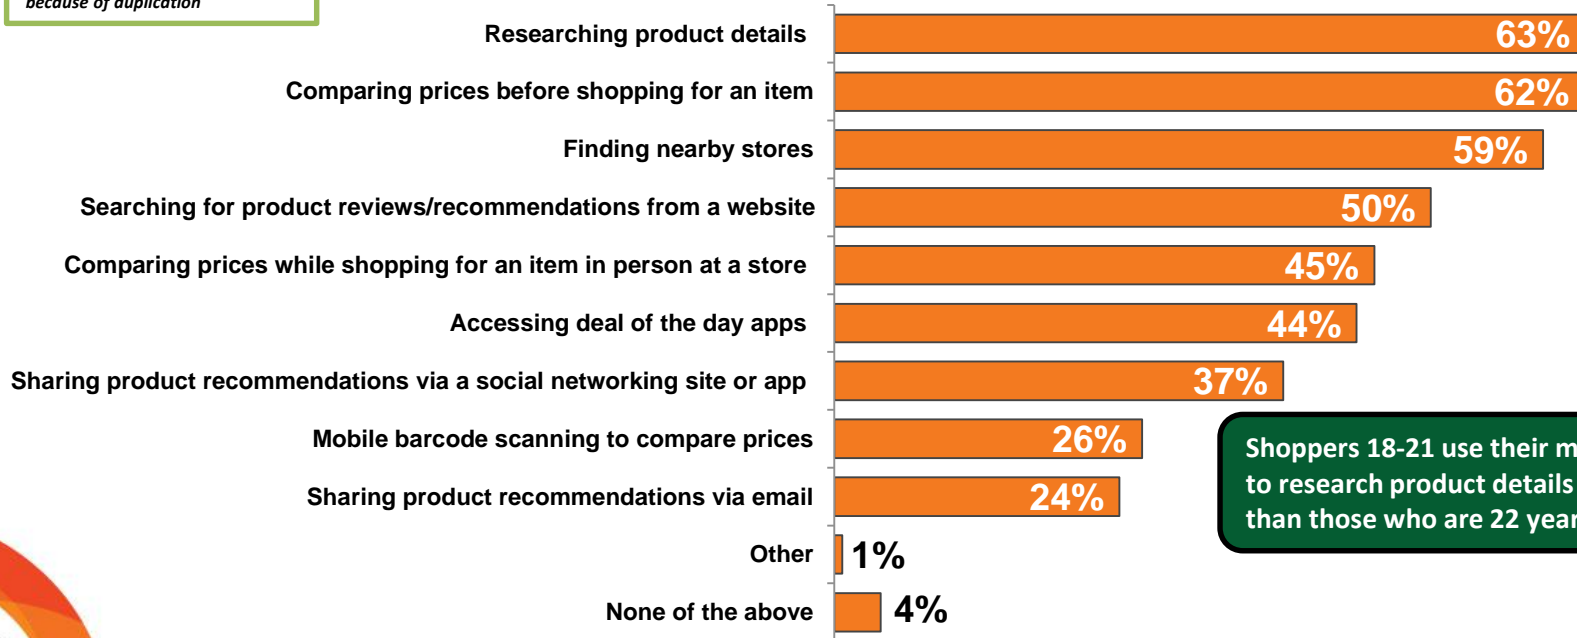 because of duplication
Researching product details 63%
Comparing prices before shopping for an item 62%
Finding nearby stores 59%
Searching for product reviews/recommendations from a website 50%
Comparing prices while shopping for an item in person at a store 45%
Accessing deal of the day apps 44%
Sharing product recommendations via a social networking site or app 37%
Mobile barcode scanning to compare prices 26%
Sharing product recommendations via email 24%
Other 1%
None of the above 4%
Shoppers 18-21 use their
to research product details
than those who are 22